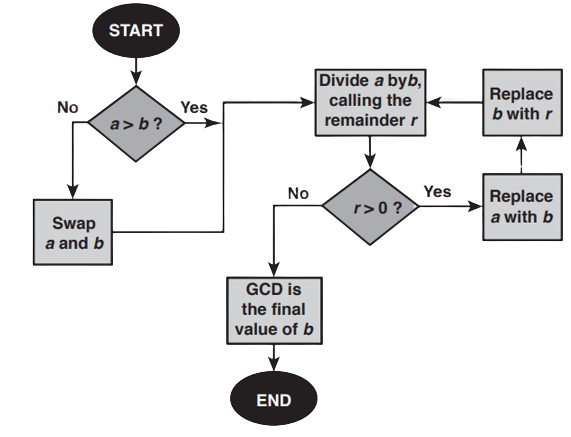 START
No
Yes
a > b ?
Swap
a and b
Divide a byb,
calling the
remainder r
Replace
b with r
No
Yes
r > 0 ?
Replace
a with b
GCD is
the final
value of b
END